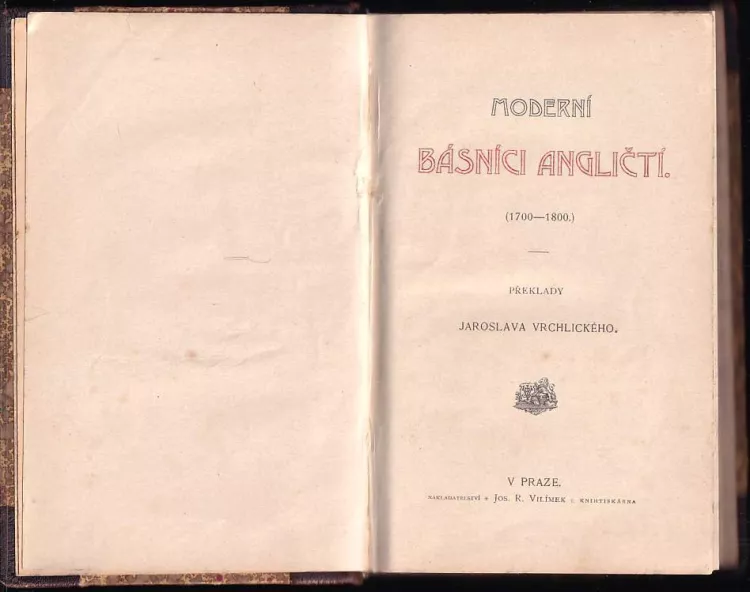 MODERNÍ
BÁSNÍCI ANGLIČTÍ.
(1700—1800.)
PŘEKLADY
JAROSLAVA VRCHLICKÉHO.
V PRAZE.
NAKLADATELSTVÍ * JOS. R. VILÍMEK * KNIHTISKÁRNA